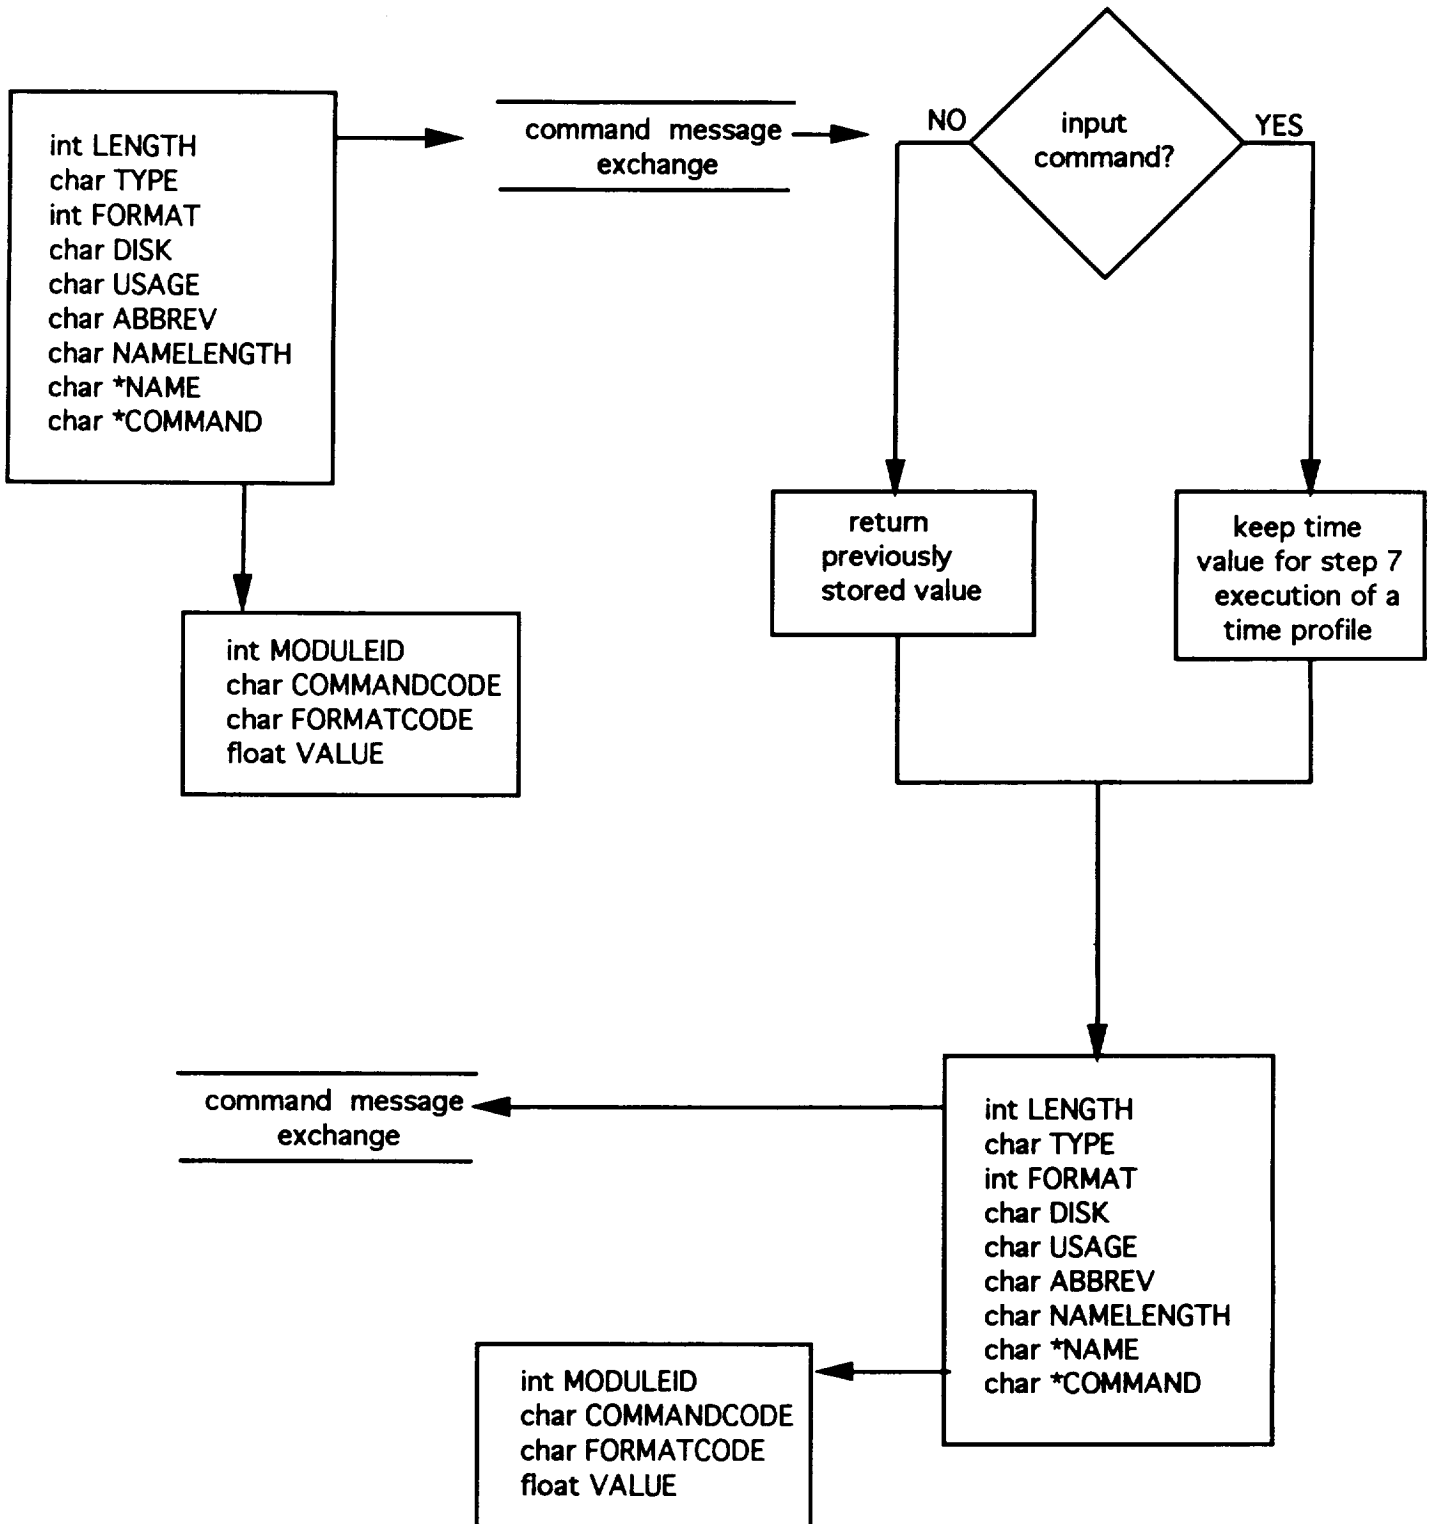 int LENGTH
char TYPE
int FORMAT
char DISK
char USAGE
char ABBREV
char NAMELENGTH
char *NAME
char *COMMAND
command message
exchange
NO
input
command?
YES
return
previously
stored value
keep time
value for step 7
execution of a
time profile
int MODULEID
char COMMANDCODE
char FORMATCODE
float VALUE
command message
exchange
int LENGTH
char TYPE
int FORMAT
char DISK
char USAGE
char ABBREV
char NAMELENGTH
char *NAME
char *COMMAND
int MODULEID
char COMMANDCODE
char FORMATCODE
float VALUE